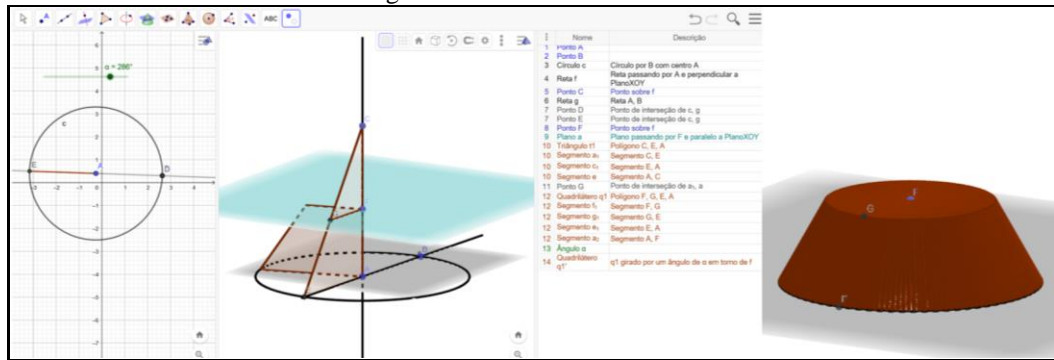 ABC
α = 286°
c
E
A
D
C
F
Nome Descrição
1 Ponto A
2 Ponto B
3 Círculo c Círculo por B com centro A
4 Reta f Reta passando por A e perpendicular a
PlanoXOY
5 Ponto C Ponto sobre f
6 Reta g Reta A, B
7 Ponto D Ponto de interseção de c, g
7 Ponto E Ponto de interseção de c, g
8 Ponto F Ponto sobre f
9 Plano a Plano passando por F e paralelo a PlanoXOY
10 Triângulo t1 Polígono C, E, A
10 Segmento a₁ Segmento C, E
10 Segmento c₁ Segmento E, A
10 Segmento e Segmento A, C
11 Ponto G Ponto de interseção de a₁, a
12 Quadrilátero q1 Polígono F, G, E, A
12 Segmento f₁ Segmento F, G
12 Segmento g₁ Segmento G, E
12 Segmento e₁ Segmento E, A
12 Segmento a₂ Segmento A, F
13 Ângulo α
14 Quadrilátero
q1' q1 girado por um ângulo de α em torno de f
F
G